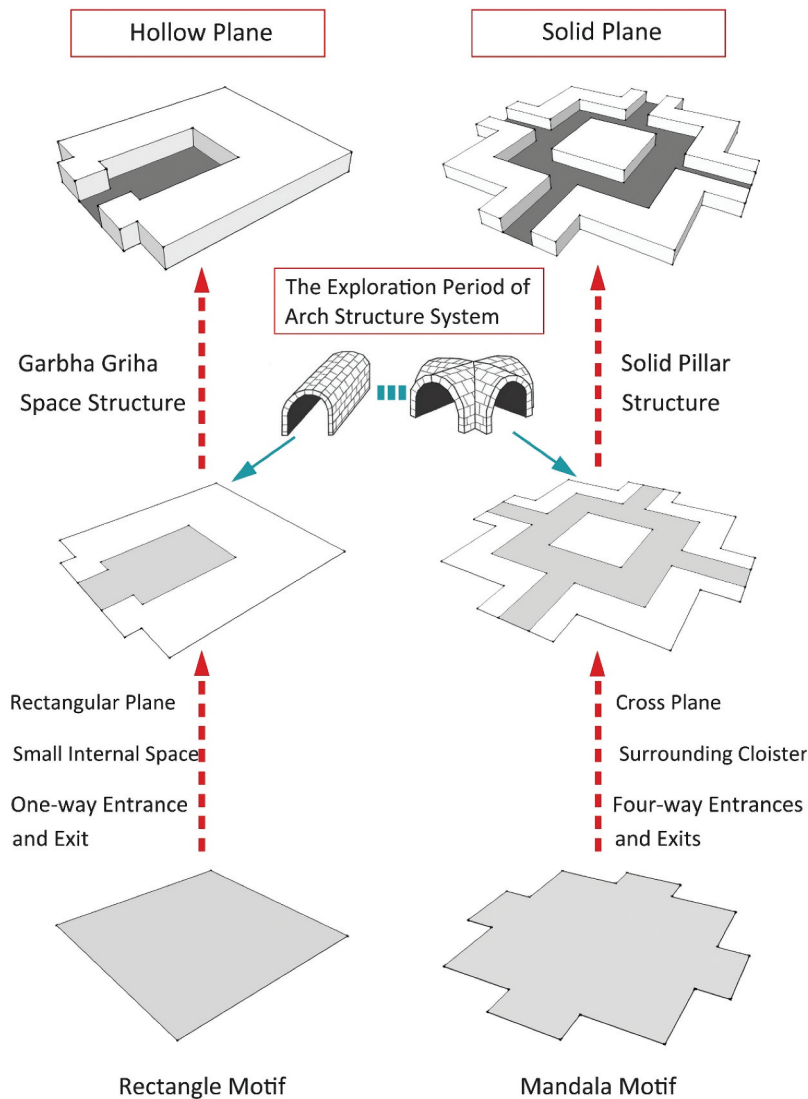 Hollow Plane
Solid Plane
The Exploration Period of
Arch Structure System
Garbha Griha
Space Structure
Solid Pillar
Structure
Rectangular Plane
Small Internal Space
One-way Entrance
and Exit
Cross Plane
Surrounding Cloister
Four-way Entrances
and Exits
Rectangle Motif
Mandala Motif